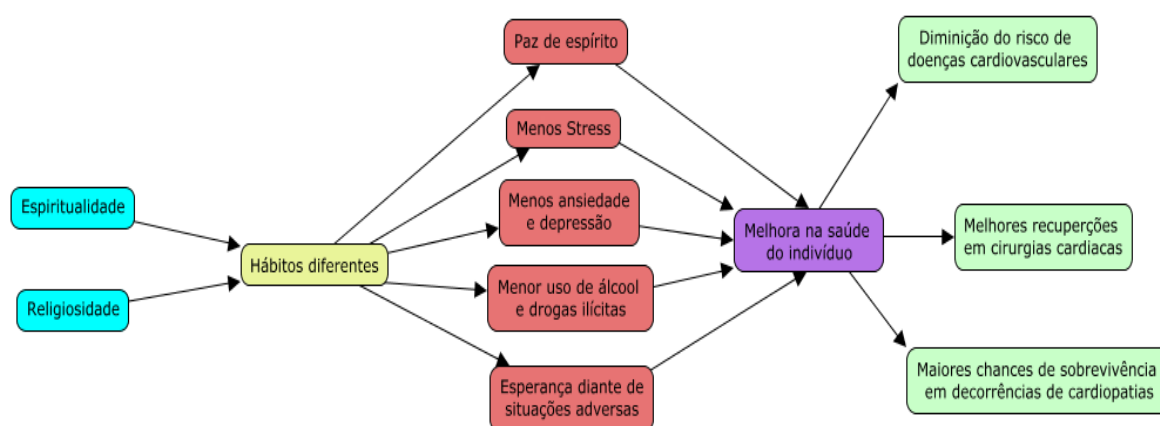 Espiritualidade
Religiosidade
Hábitos diferentes
Paz de espírito
Menos Stress
Menos ansiedade
e depressão
Menor uso de álcool
e drogas ilícitas
Esperança diante de
situações adversas
Melhora na saúde
do indivíduo
Diminição do risco de
doenças cardiovasculares
Melhores recuperções
em cirurgias cardiacas
Maiores chances de sobrevivência
em decorrências de cardiopatias